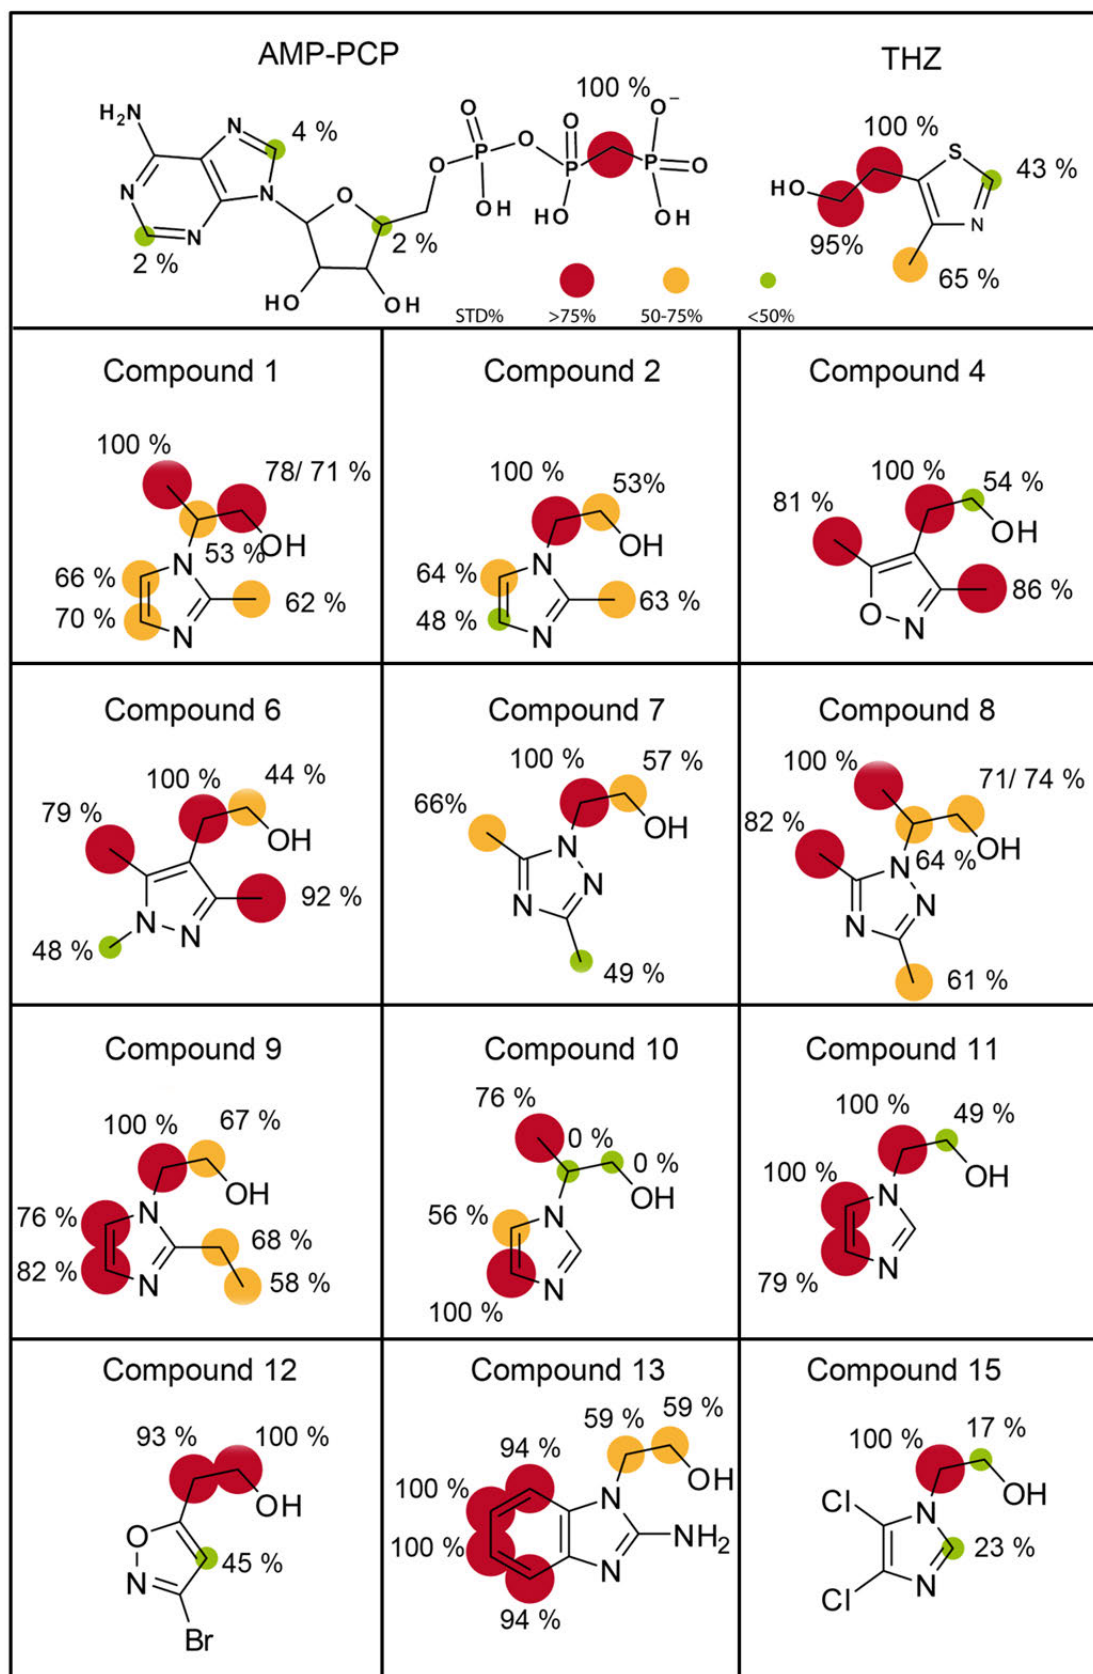 AMP-PCP
THZ
100 %
H2N
N
4 %
O
O
O
O–
P
O
P
P
O
N
N
O
OH
HO
OH
N
N
O
2 %
2 %
HO
OH
100 %
S
43 %
HO
N
95%
65 %
STD% >75% 50-75% <50%
Compound 1
100 %
78/ 71 %
OH
53 %
N
66 %
62 %
70 %
N
Compound 2
100 %
53%
OH
N
64 %
63 %
48 %
N
Compound 4
100 %
54 %
81 %
OH
86 %
O
N
Compound 6
100 %
44 %
79 %
OH
92 %
N
N
48 %
Compound 7
100 %
57 %
66%
OH
N
N
N
49 %
Compound 8
100 %
71/ 74 %
82 %
OH
64 %
N
N
N
61 %
Compound 9
100 %
67 %
OH
76 %
N
68 %
82 %
N
58 %
Compound 10
76 %
0 %
0 %
OH
56 %
N
N
100 %
Compound 11
100 %
49 %
OH
100 %
N
79 %
N
Compound 12
93 %
100 %
OH
O
45 %
N
Br
Compound 13
59 %
59 %
94 %
OH
100 %
N
100 %
NH2
N
94 %
Compound 15
17 %
100 %
OH
Cl
N
23 %
Cl
N